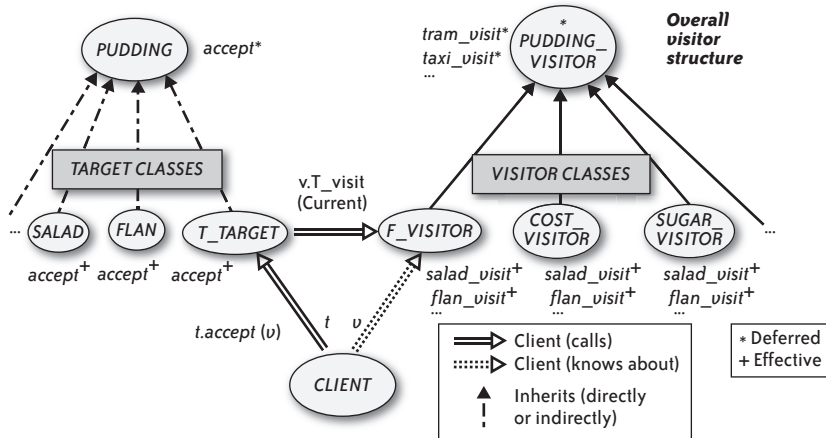 PUDDING
accept*
TARGET CLASSES
...
SALAD
FLAN
T_TARGET
accept+
accept+
accept+
v.T_visit
(Current)
t.accept (v)
t
v
CLIENT
tram_visit*
taxi_visit*
...
*
PUDDING_
VISITOR
Overall
visitor
structure
VISITOR CLASSES
F_VISITOR
COST_
VISITOR
SUGAR_
VISITOR
...
salad_visit+
flan_visit+
...
salad_visit+
flan_visit+
...
salad_visit+
flan_visit+
...
Client (calls)
Client (knows about)
Inherits (directly
or indirectly)
* Deferred
+ Effective